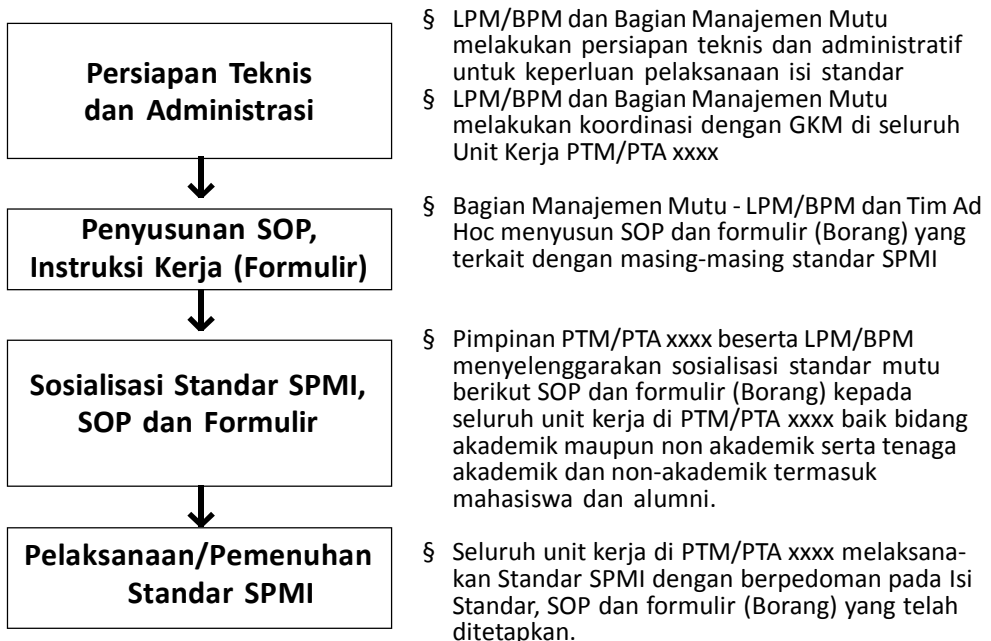 Persiapan Teknis
dan Administrasi
§ LPM/BPM dan Bagian Manajemen Mutu
melakukan persiapan teknis dan administratif
untuk keperluan pelaksanaan isi standar
§ LPM/BPM dan Bagian Manajemen Mutu
melakukan koordinasi dengan GKM di seluruh
Unit Kerja PTM/PTA xxxx
Penyusunan SOP,
Instruksi Kerja (Formulir)
§ Bagian Manajemen Mutu - LPM/BPM dan Tim Ad
Hoc menyusun SOP dan formulir (Borang) yang
terkait dengan masing-masing standar SPMI
Sosialisasi Standar SPMI,
SOP dan Formulir
§ Pimpinan PTM/PTA xxxx beserta LPM/BPM
menyelenggarakan sosialisasi standar mutu
berikut SOP dan formulir (Borang) kepada
seluruh unit kerja di PTM/PTA xxxx baik bidang
akademik maupun non akademik serta tenaga
akademik dan non-akademik termasuk
mahasiswa dan alumni.
Pelaksanaan/Pemenuhan
Standar SPMI
§ Seluruh unit kerja di PTM/PTA xxxx melaksana-
kan Standar SPMI dengan berpedoman pada Isi
Standar, SOP dan formulir (Borang) yang telah
ditetapkan.